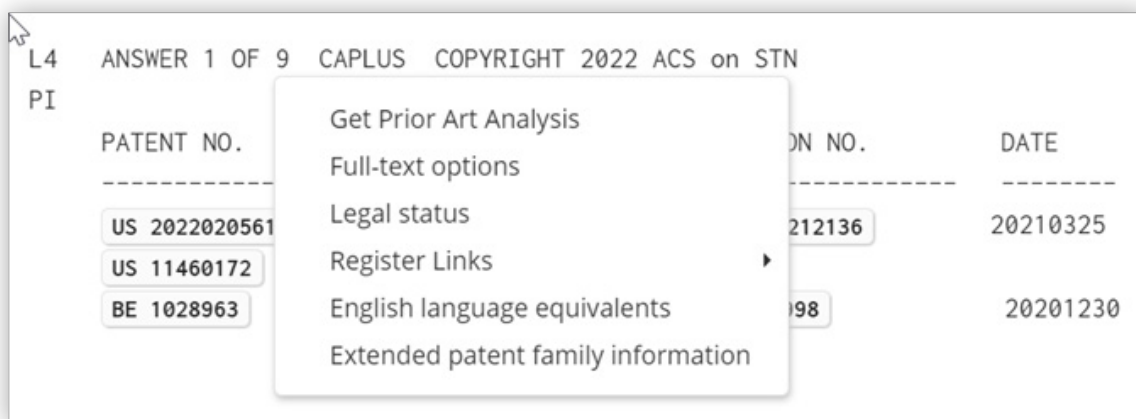 L4 ANSWER 1 OF 9 CAPLUS COPYRIGHT 2022 ACS on STN
PI
PATENT NO. ON NO. DATE
------------ ------------ --------
US 2022020561 212136 20210325
US 11460172
BE 1028963 98 20201230
Get Prior Art Analysis
Full-text options
Legal status
Register Links
English language equivalents
Extended patent family information